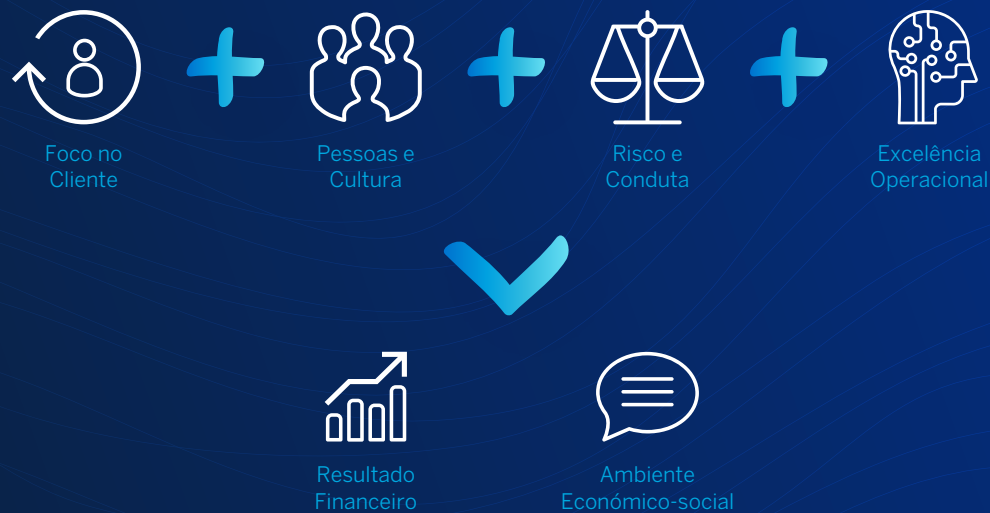 Foco no
Cliente
Pessoas e
Cultura
Risco e
Conduta
Excelência
Operacional
Resultado
Financeiro
Ambiente
Económico-social